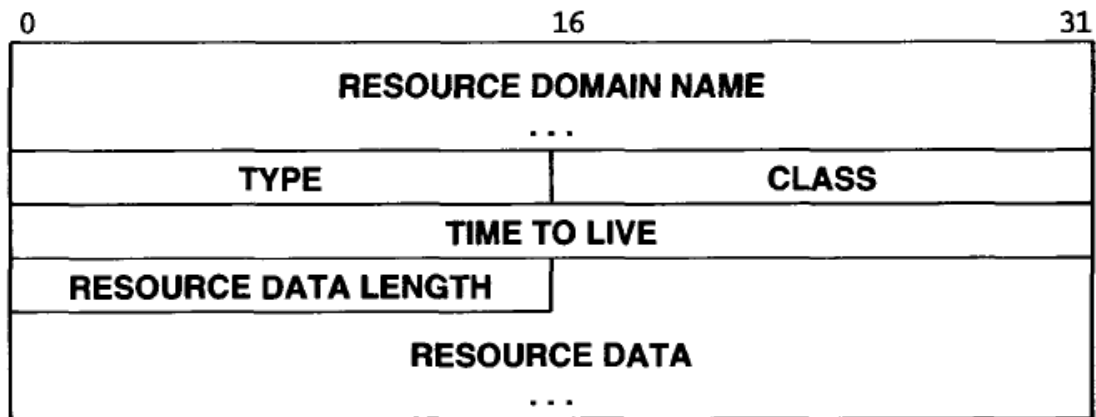 0 16 31
RESOURCE DOMAIN NAME
...
TYPE CLASS
TIME TO LIVE
RESOURCE DATA LENGTH
RESOURCE DATA
...